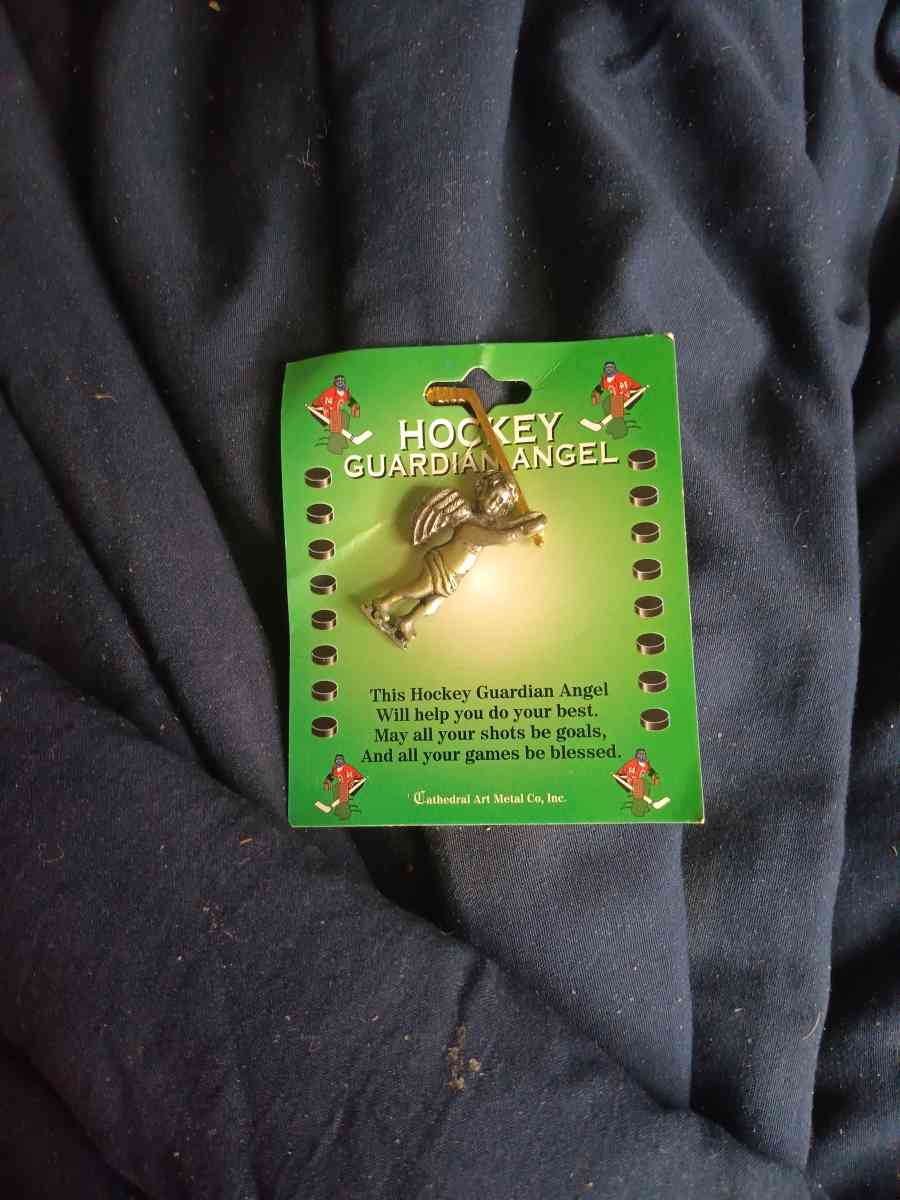 HOCKEY
GUARDIAN ANGEL
This Hockey Guardian Angel
Will help you do your best.
May all your shots be goals,
And all your games be blessed.
Cathedral Art Metal Co, Inc.